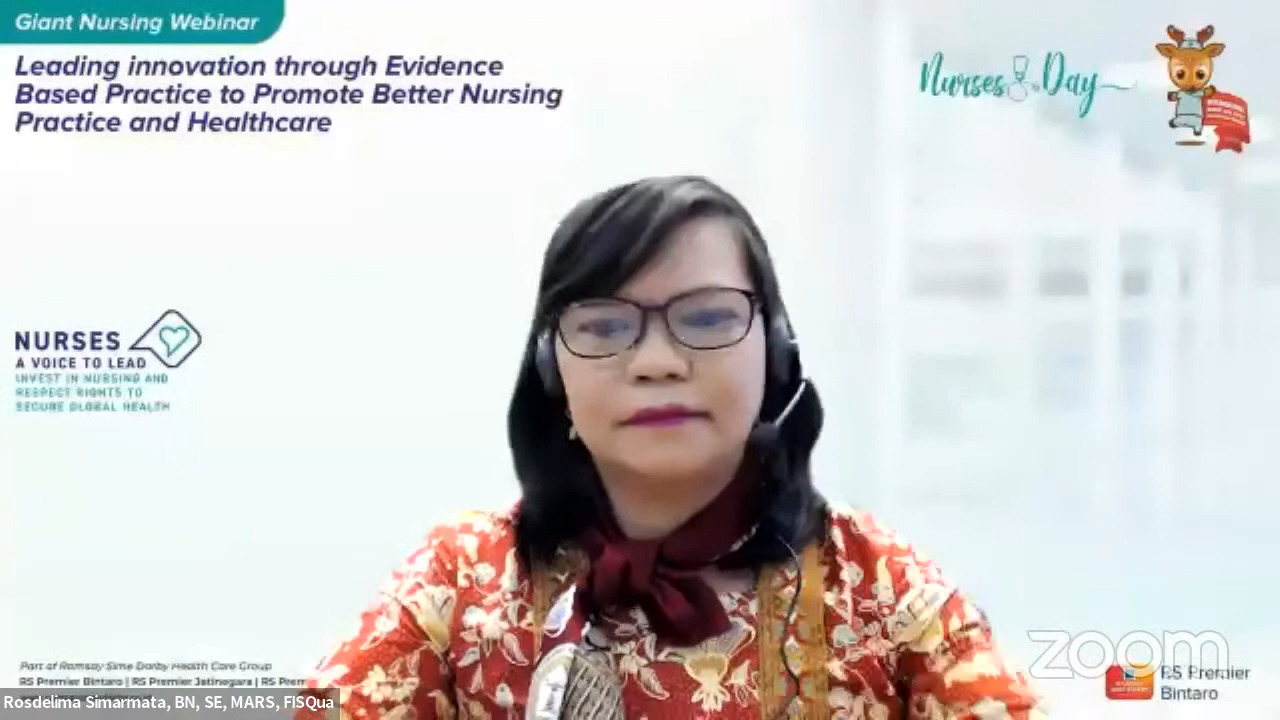 Giant Nursing Webinar
Leading innovation through Evidence
Based Practice to Promote Better Nursing
Practice and Healthcare
Nurses Day
NURSES
A VOICE TO LEAD
INVEST IN NURSING AND
RESPECT RIGHTS TO
SECURE GLOBAL HEALTH
Part of Ramsay Sime Darby Health Care Group
RS Premier Bintaro | RS Premier Jatinegara | RS Prem
Rosdelima Simarmata, BN, SE, MARS, FISQua
zoom
RS Premier
Bintaro